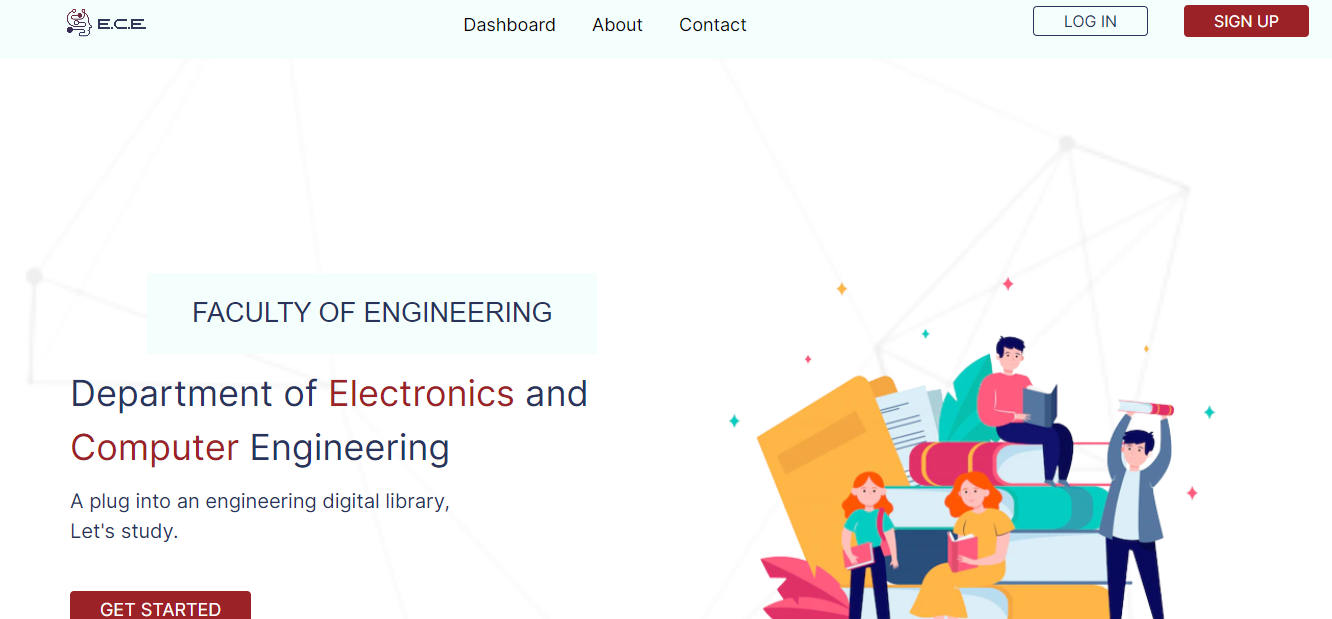 E.C.E.
Dashboard
About
Contact
LOG IN
SIGN UP
FACULTY OF ENGINEERING
Department of Electronics and
Computer Engineering
A plug into an engineering digital library,
Let's study.
GET STARTED